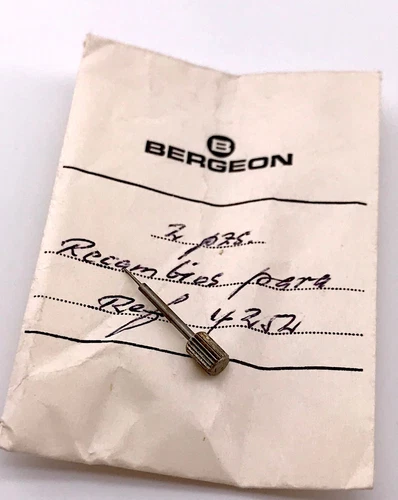 B
BERGEON
2 pzs.
Recambios para
Ref 4252